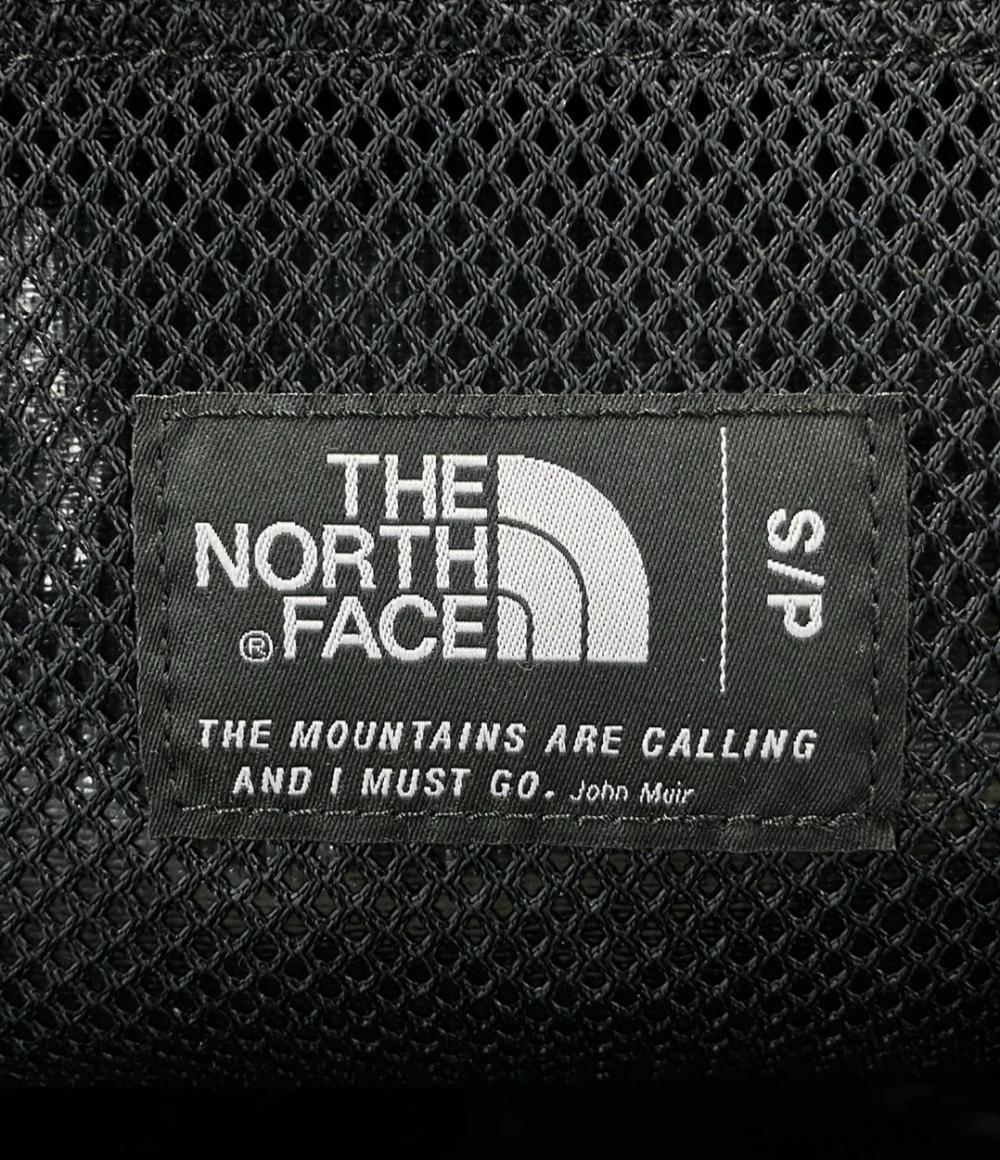 THE
NORTH
® FACE
S/P
THE MOUNTAINS ARE CALLING
AND I MUST GO. John Muir